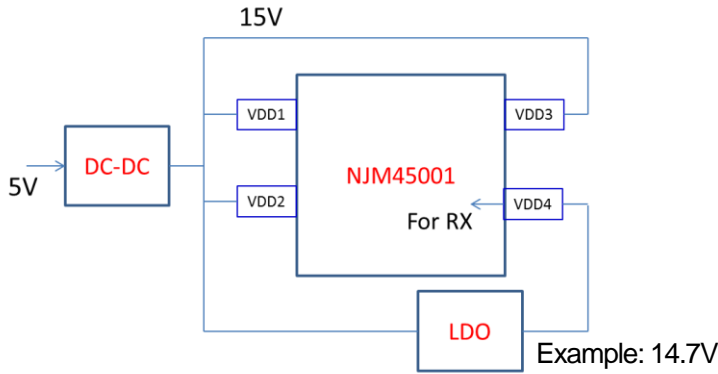 15V
VDD1
VDD3
DC-DC
NJM45001
5V
VDD2
VDD4
For RX
LDO
Example: 14.7V